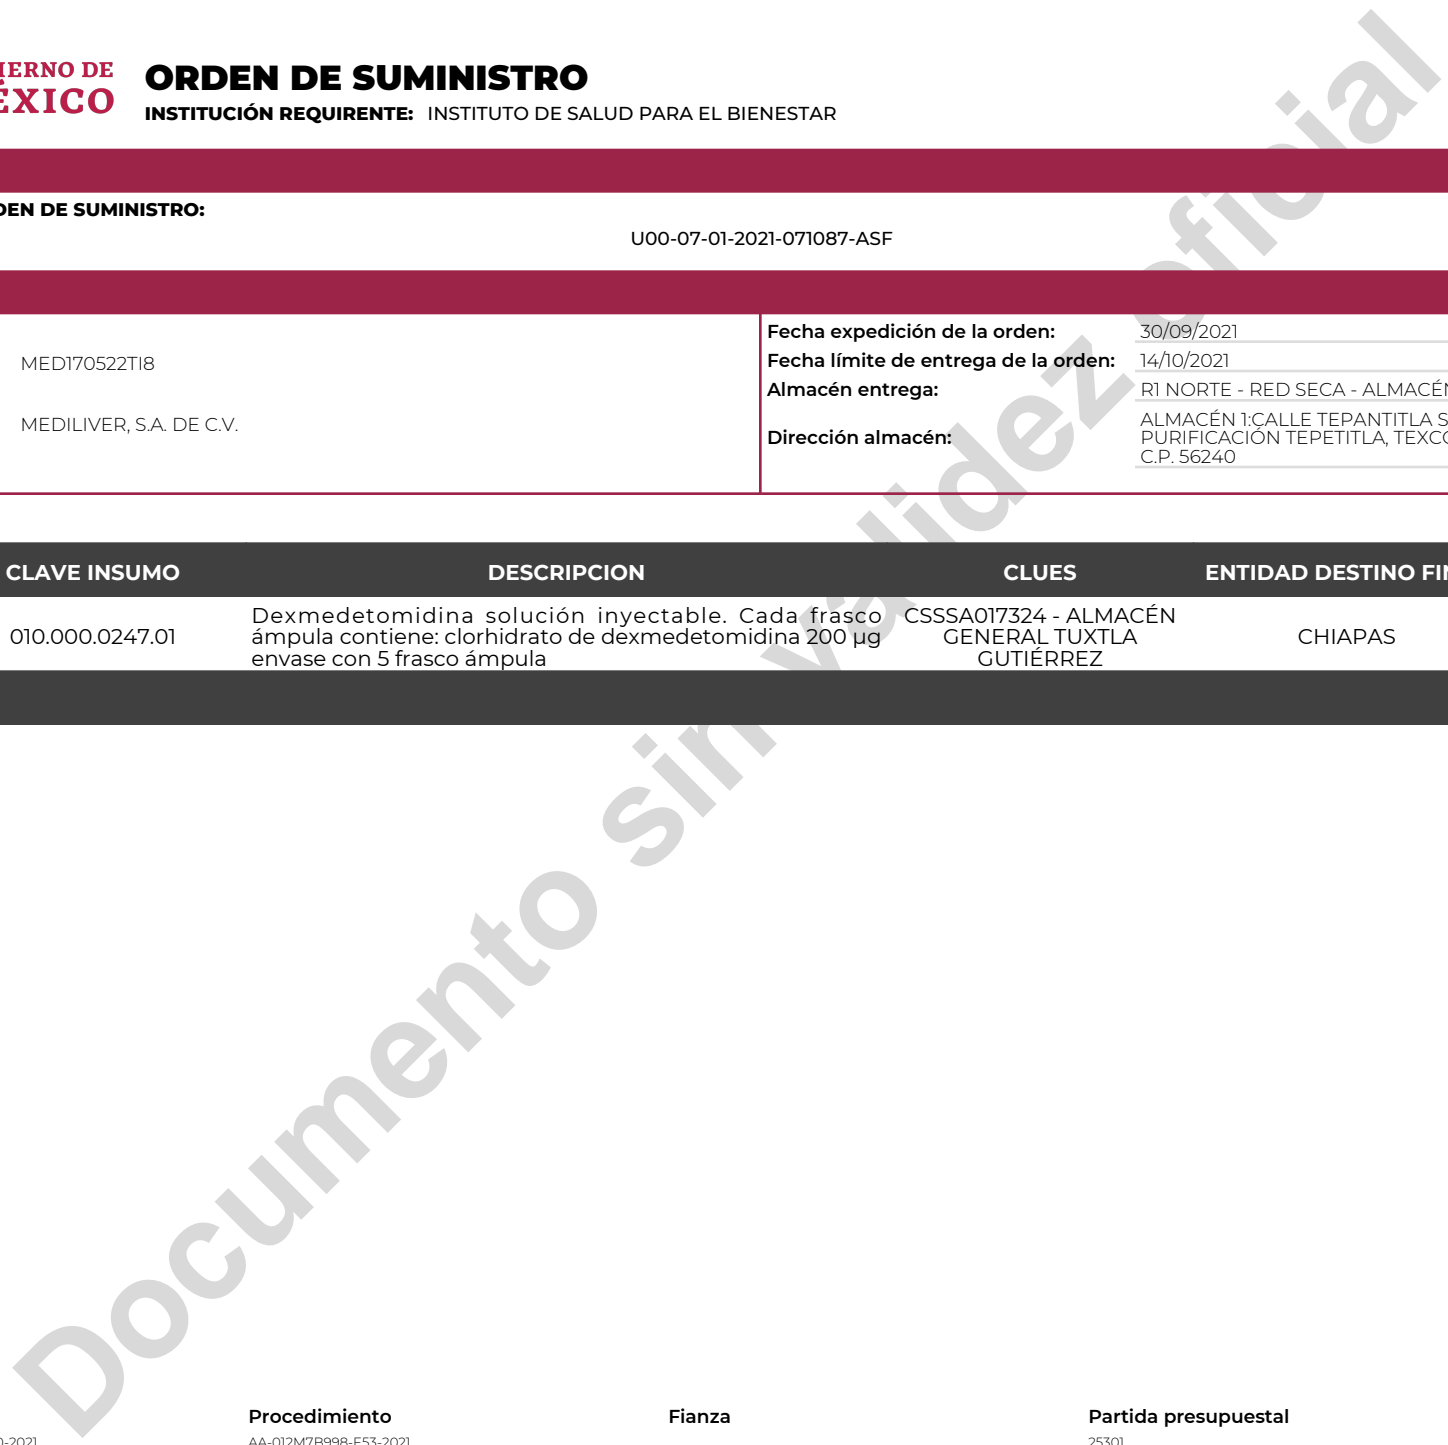 ORDEN DE SUMINISTRO
INSTITUCIÓN REQUIRENTE: INSTITUTO DE SALUD PARA EL BIENESTAR
DE
DE SUMINISTRO:
U00-07-01-2021-071087-ASF
MED170522TI8
MEDILIVER, S.A. DE C.V.
Fecha expedición de la orden: 30/09/2021
Fecha límite de entrega de la orden: 14/10/2021
Almacén entrega: R1 NORTE - RED SECA - ALMACÉN
Dirección almacén: ALMACÉN 1:CALLE TEPANTITLA
PURIFICACIÓN TEPETITLA,
C.P. 56240
CLAVE INSUMO DESCRIPCION CLUES ENTIDAD DESTINO
010.000.0247.01
Dexmedetomidina solución inyectable. Cada frasco
ámpula contiene: clorhidrato de dexmedetomidina 200 µg
envase con 5 frasco ámpula
CSSSA017324 - ALMACÉN
GENERAL TUXTLA
GUTIÉRREZ
CHIAPAS
Documento sin validez oficial
Procedimiento Fianza Partida presupuestal
AA-012M7B998-E53-2021 25301